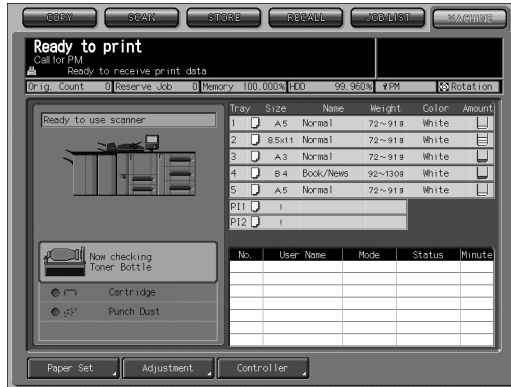 COPY SCAN STORE RECALL JOB LIST MACHINE
Ready to print
Call for PM
Ready to receive print data
Orig. Count 0 Reserve Job 0 Memory 100.000% HDD 99.960% PM Rotation
Ready to use scanner
Tray Size Name Weight Color Amount
1 A5 Normal 72~91g White
2 8.5x11 Normal 72~91g White
3 A3 Normal 72~91g White
4 B4 Book/News 92~130g White
5 A5 Normal 72~91g White
PI1
PI2
Now checking
Toner Bottle
Cartridge
Punch Dust
No. User Name Mode Status Minute
Paper Set Adjustment Controller